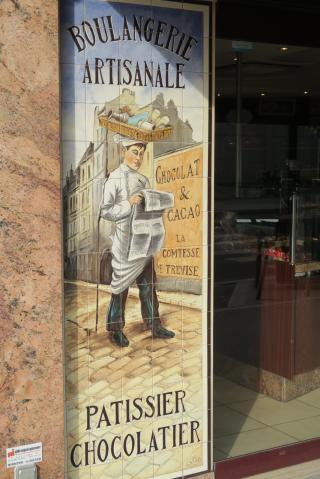 BOULANGERIE
ARTISANALE
CHOCOLAT
&
CACAO
LA
COMTESSE
DE TREVISE
PATISSIER
CHOCOLATIER